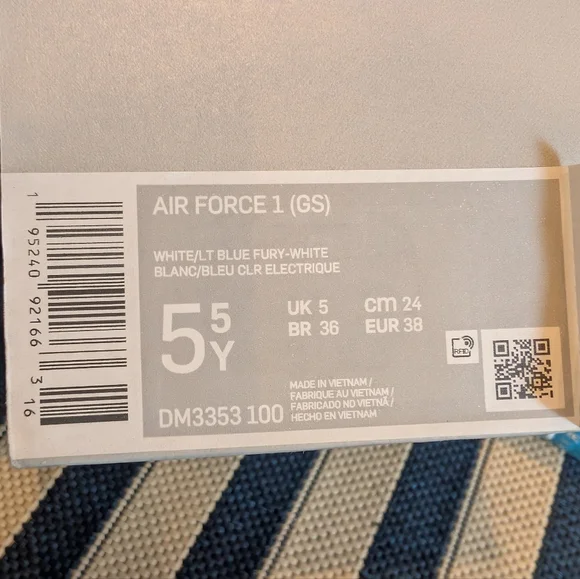 AIR FORCE 1 (GS)
WHITE/LT BLUE FURY-WHITE
BLANC/BLEU CLR ELECTRIQUE
5 5 Y
UK 5 cm 24
BR 36 EUR 38
RFID
MADE IN VIETNAM /
FABRIQUE AU VIETNAM /
FABRICADO NO VIETNÃ /
HECHO EN VIETNAM
DM3353 100
1 95240 92166 3 16